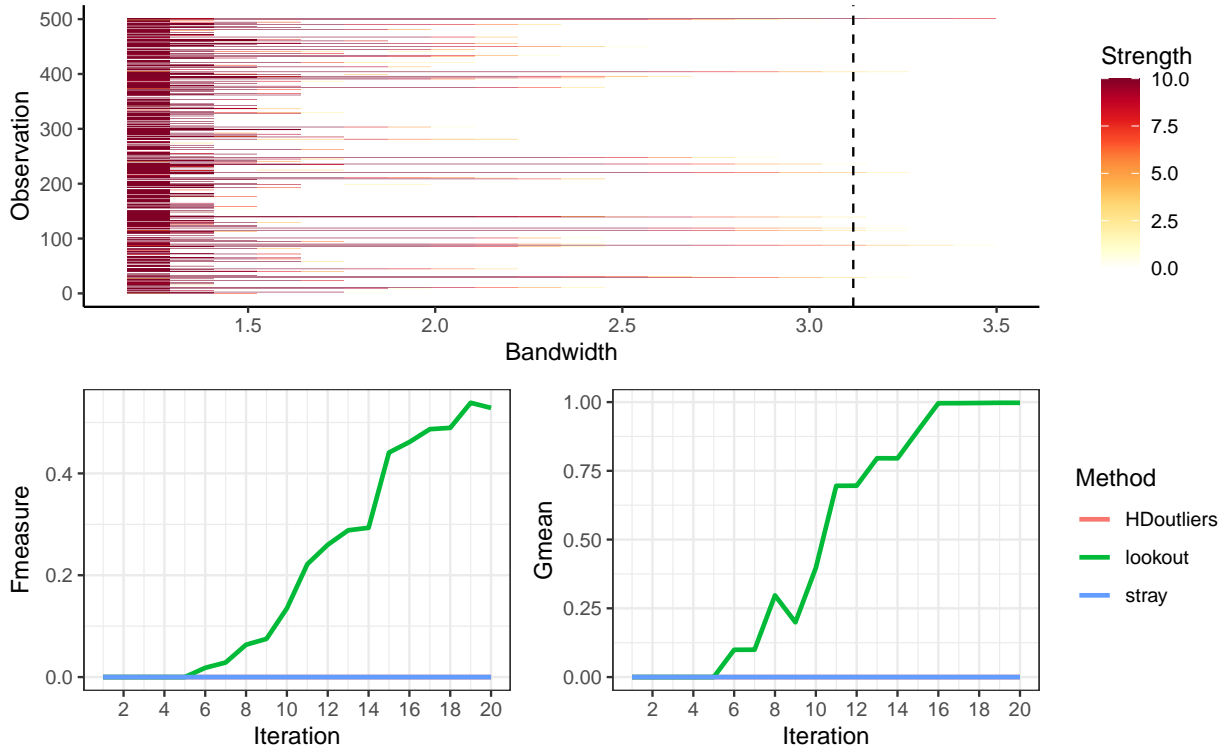 500
400
300
200
100
0
Observation
1.5
2.0
2.5
3.0
3.5
Bandwidth
Strength
10.0
7.5
5.0
2.5
0.0
0.4
0.2
0.0
Fmeasure
2 4 6 8 10 12 14 16 18 20
Iteration
1.00
0.75
0.50
0.25
0.00
Gmean
2 4 6 8 10 12 14 16 18 20
Iteration
Method
HDoutliers
lookout
stray